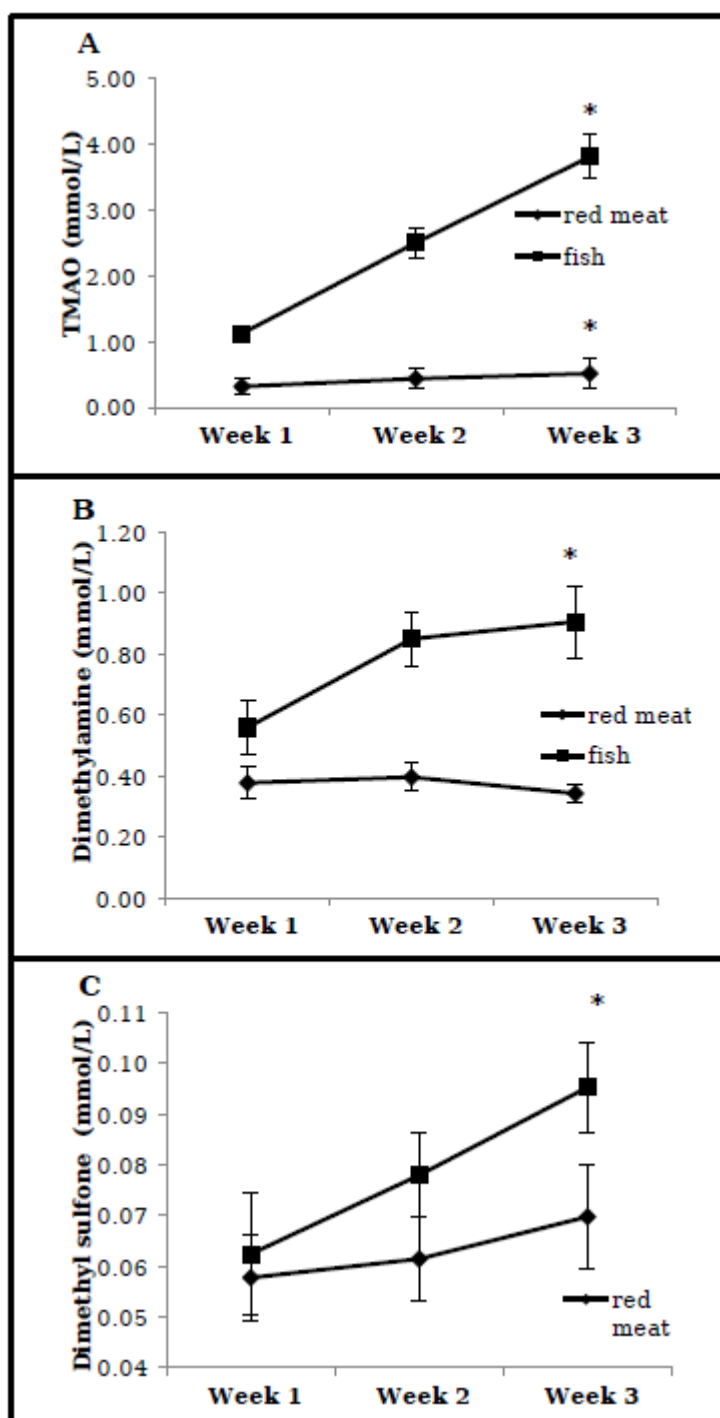 A
TMAO (mmol/L)
5.00
4.00
3.00
2.00
1.00
0.00
*
*
red meat
fish
Week 1 Week 2 Week 3
B
Dimethylamine (mmol/L)
1.20
1.00
0.80
0.60
0.40
0.20
0.00
*
red meat
fish
Week 1 Week 2 Week 3
C
Dimethyl sulfone (mmol/L)
0.11
0.10
0.09
0.08
0.07
0.06
0.05
0.04
*
red
meat
Week 1 Week 2 Week 3